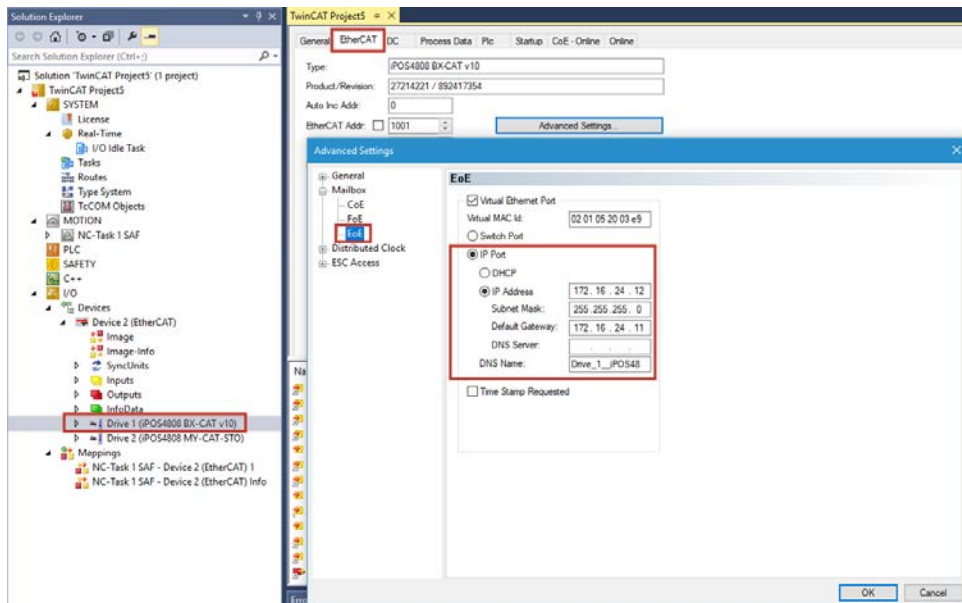 Solution Explorer
Search Solution Explorer (Ctrl+;)
Solution 'TwinCAT Project5' (1 project)
TwinCAT Project5
SYSTEM
License
Real-Time
I/O Idle Task
Tasks
Routes
Type System
TcCOM Objects
MOTION
NC-Task 1 SAF
PLC
SAFETY
C++
I/O
Devices
Device 2 (EtherCAT)
Image
Image-Info
SyncUnits
Inputs
Outputs
InfoData
Drive 1 (iPOS4808 BX-CAT v10)
Drive 2 (iPOS4808 MY-CAT-STO)
Mappings
NC-Task 1 SAF - Device 2 (EtherCAT) 1
NC-Task 1 SAF - Device 2 (EtherCAT) Info
TwinCAT Project5
General EtherCAT DC Process Data Plc Startup CoE - Online Online
Type: iPOS4808 BX-CAT v10
Product/Revision: 27214221 / 892417354
Auto Inc Addr: 0
EtherCAT Addr: 1001 Advanced Settings...
Na
Advanced Settings
General
Mailbox
CoE
FoE
EoE
Distributed Clock
ESC Access
EoE
Virtual Ethernet Port
Virtual MAC Id: 02 01 05 20 03 e9
Switch Port
IP Port
DHCP
IP Address 172. 16 . 24 . 12
Subnet Mask: 255.255.255. 0
Default Gateway: 172. 16 . 24 . 11
DNS Server: . . .
DNS Name: Drive_1__iPOS48
Time Stamp Requested
OK Cancel